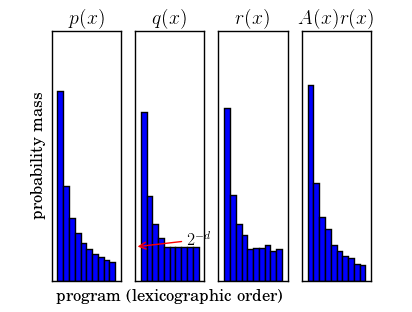 p(x) q(x) r(x) A(x)r(x)
probability mass
2^{-d}
program (lexicographic order)